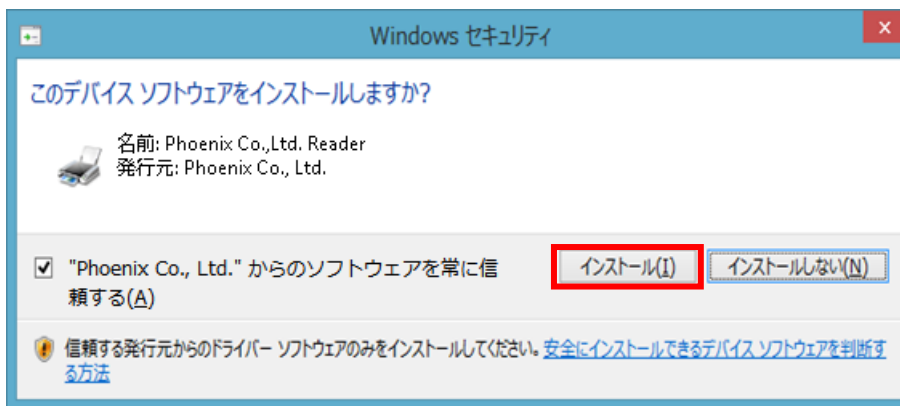 Windows セキュリティ
このデバイス ソフトウェアをインストールしますか?
名前: Phoenix Co.,Ltd. Reader
発行元: Phoenix Co., Ltd.
"Phoenix Co., Ltd." からのソフトウェアを常に信
頼する(A)
インストール(I)
インストールしない(N)
信頼する発行元からのドライバー ソフトウェアのみをインストールしてください。安全にインストールできるデバイス ソフトウェアを判断す
る方法